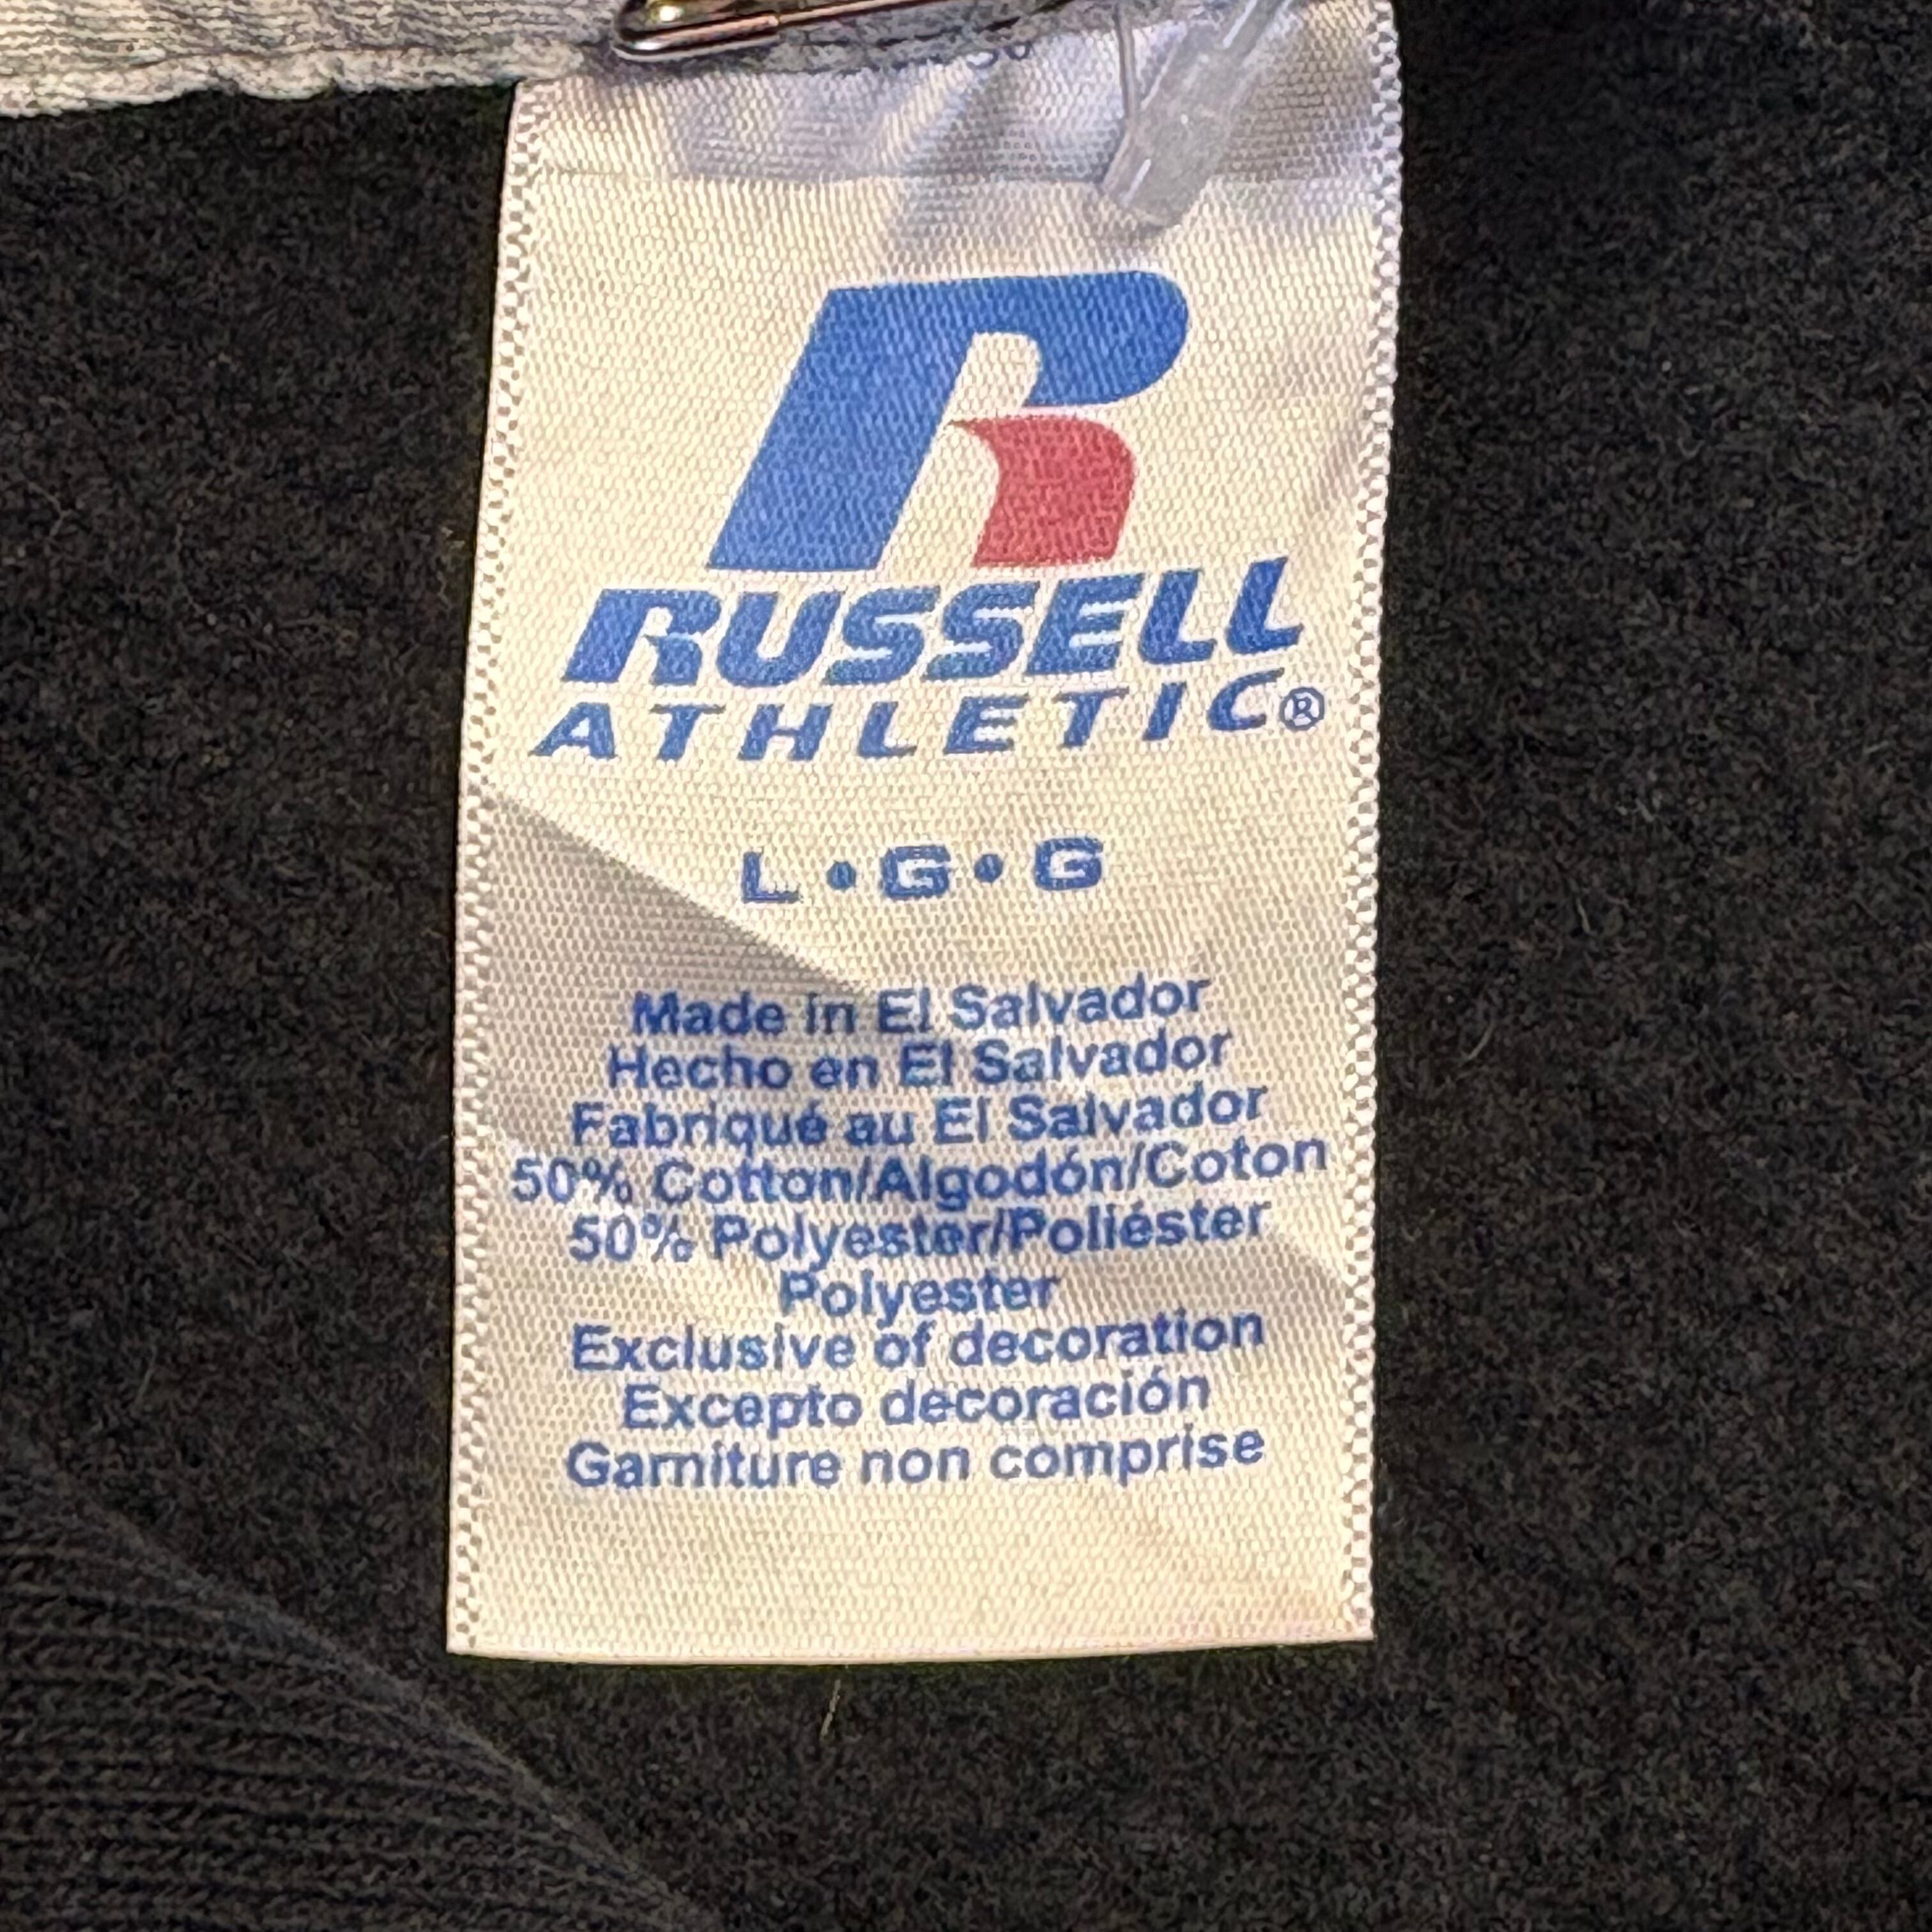 RUSSELL
ATHLETIC®
L • G • G
Made in El Salvador
Hecho en El Salvador
Fabriqué au El Salvador
50% Cotton/Algodón/Coton
50% Polyester/Poliéster
Polyester
Exclusive of decoration
Excepto decoración
Garniture non comprise